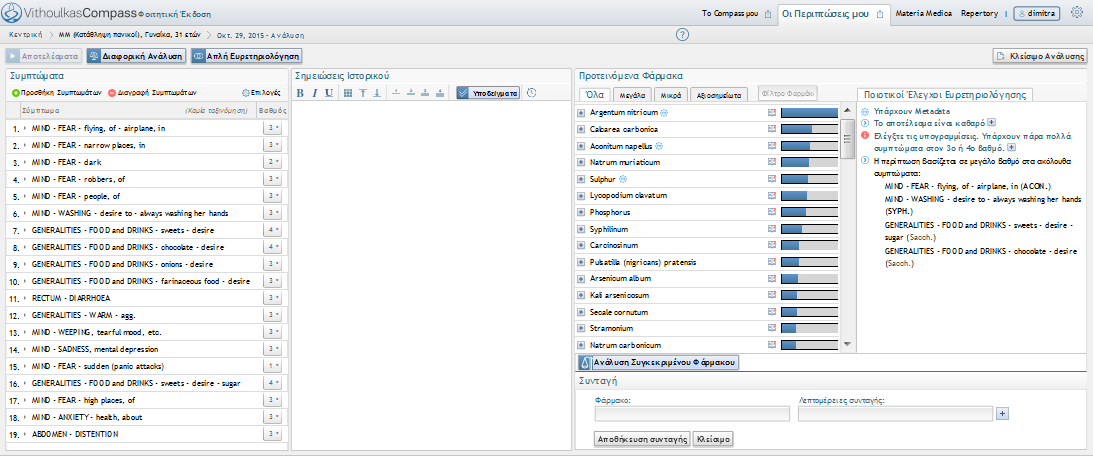 VithoulkasCompass Φοιτητική Έκδοση
Το Compass μου
Οι Περιπτώσεις μου
Materia Medica
Repertory
dimitra
Κεντρική
ΜΜ (Κατάθληψη πανικοί), Γυναίκα, 31 ετών
Οκτ. 29, 2015 - Ανάλυση
?
Αποτελέσματα
Διαφορική Ανάλυση
Απλή Ευρετηριολόγηση
Κλείσιμο Ανάλυσης
Συμπτώματα
Προσθήκη Συμπτωμάτων
Διαγραφή Συμπτωμάτων
Επιλογές
Σύμπτωμα
(Καμία ταξινόμηση)
Βαθμός
1. MIND - FEAR - flying, of - airplane, in 3
2. MIND - FEAR - narrow places, in 3
3. MIND - FEAR - dark 2
4. MIND - FEAR - robbers, of 3
5. MIND - FEAR - people, of 3
6. MIND - WASHING - desire to - always washing her hands 3
7. GENERALITIES - FOOD and DRINKS - sweets - desire 4
8. GENERALITIES - FOOD and DRINKS - chocolate - desire 4
9. GENERALITIES - FOOD and DRINKS - onions - desire 3
10. GENERALITIES - FOOD and DRINKS - farinaceous food - desire 3
11. RECTUM - DIARRHOEA 3
12. GENERALITIES - WARM - agg. 3
13. MIND - WEEPING, tearful mood, etc. 3
14. MIND - SADNESS, mental depression 3
15. MIND - FEAR - sudden (panic attacks) 1
16. GENERALITIES - FOOD and DRINKS - sweets - desire - sugar 4
17. MIND - FEAR - high places, of 3
18. MIND - ANXIETY - health, about 3
19. ABDOMEN - DISTENTION 3
Σημειώσεις Ιστορικού
B I U
Υποδείγματα
Προτεινόμενα Φάρμακα
Όλα
Μεγάλα
Μικρά
Αξιοσημείωτα
Φίλτρο Φαρμάκ
Argentum nitricum
Calcarea carbonica
Aconitum napellus
Natrum muriaticum
Sulphur
Lycopodium clavatum
Phosphorus
Syphilinum
Carcinosinum
Pulsatilla (nigricans) pratensis
Arsenicum album
Kali arsenicosum
Secale cornutum
Stramonium
Natrum carbonicum
Ποιοτικοί Έλεγχοι Ευρετηριολόγησης
Υπάρχουν Metadata
Το αποτέλεσμα είναι καθαρό
Ελέγξτε τις υπογραμμίσεις. Υπάρχουν πάρα πολλά
συμπτώματα στον 3ο ή 4ο βαθμό.
Η περίπτωση βασίζεται σε μεγάλο βαθμό στα ακόλουθα
συμπτώματα:
MIND - FEAR - flying, of - airplane, in (ACON.)
MIND - WASHING - desire to - always washing her hands
(SYPH.)
GENERALITIES - FOOD and DRINKS - sweets - desire -
sugar (Sacch.)
GENERALITIES - FOOD and DRINKS - chocolate - desire
(Sacch.)
Ανάλυση Συγκεκριμένου Φάρμακου
Συνταγή
Φάρμακο:
Λεπτομέρειες συνταγής:
Αποθήκευση συνταγής
Κλείσιμο